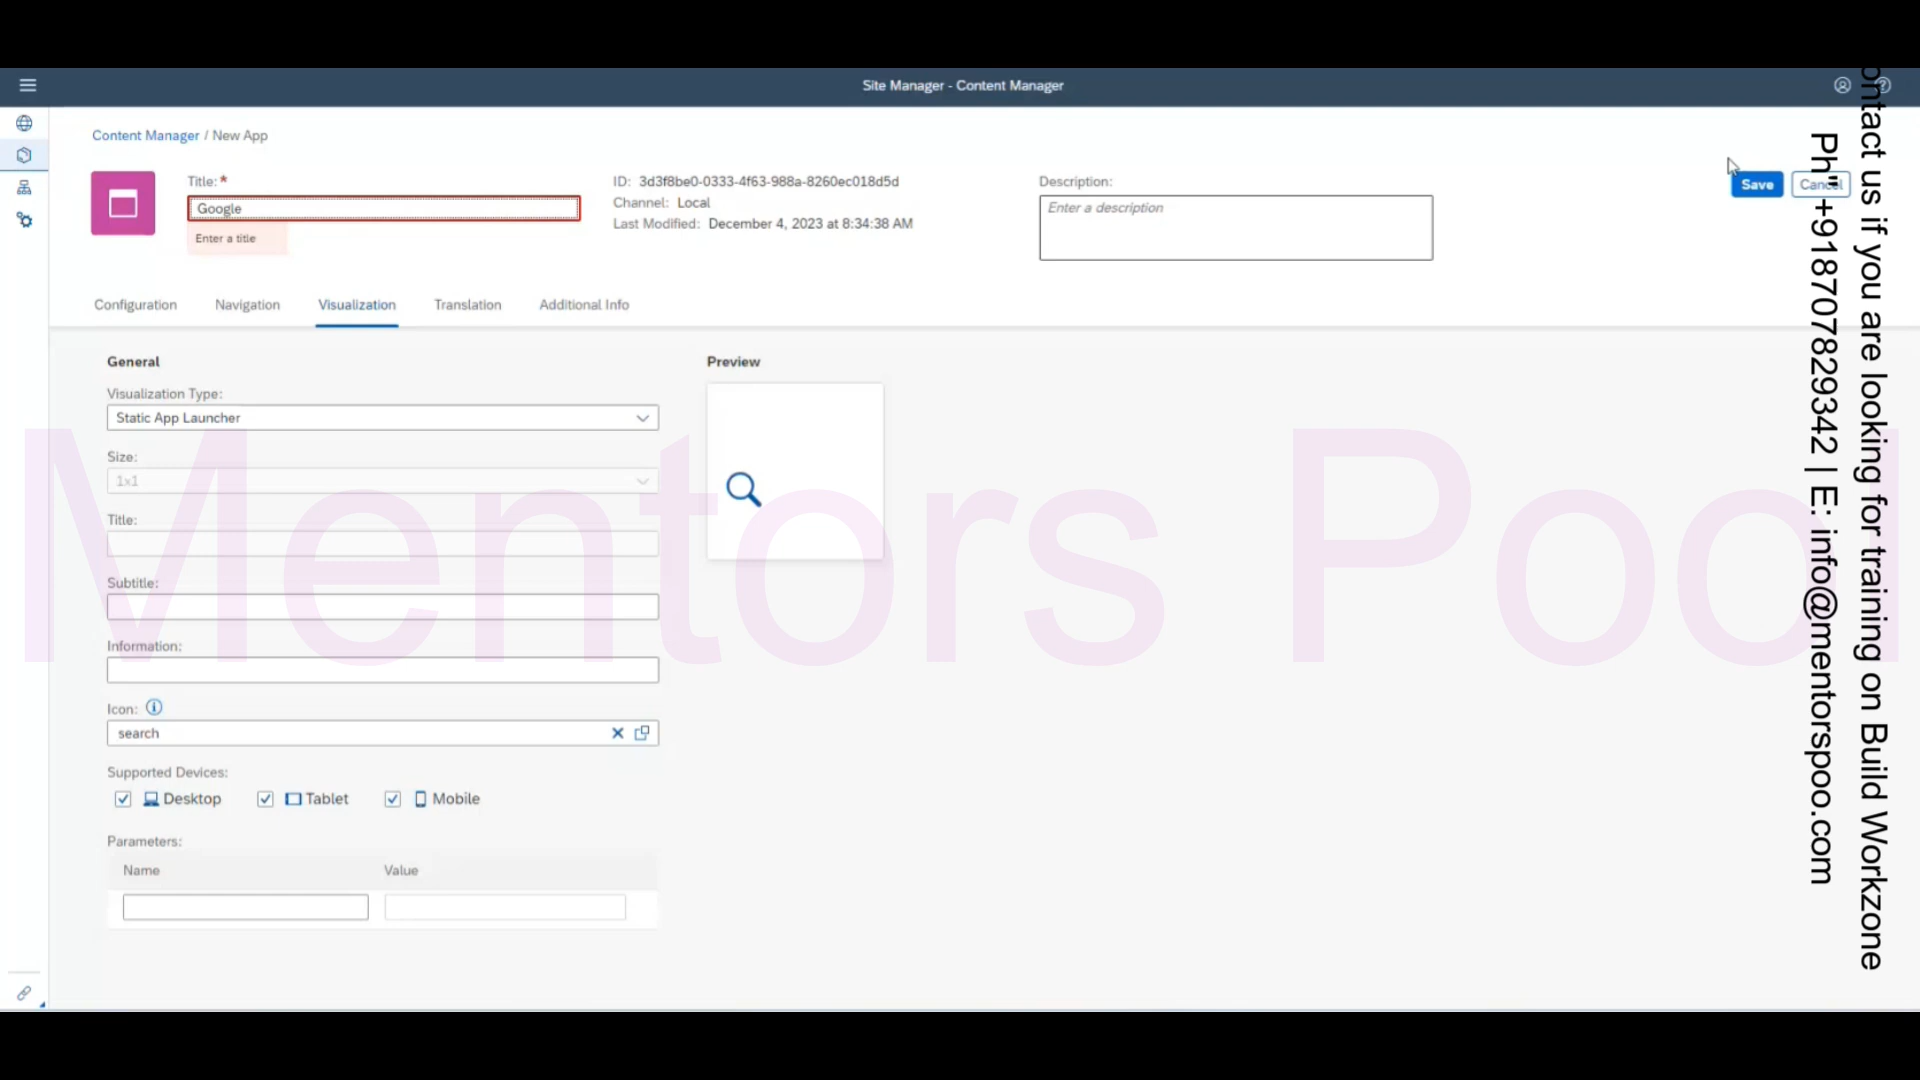 Site Manager - Content Manager
Content Manager / New App
Title: *
Google
Enter a title
ID: 3d3f8be0-0333-4f63-988a-8260ec018d5d
Channel: Local
Last Modified: December 4, 2023 at 8:34:38 AM
Description:
Enter a description
Save
Cancel
Configuration
Navigation
Visualization
Translation
Additional Info
General
Visualization Type:
Static App Launcher
Size:
1x1
Title:
Subtitle:
Information:
Icon:
search
Supported Devices:
Desktop
Tablet
Mobile
Parameters:
Name
Value
Preview
Mentors Pool
ontact us if you are looking for training on Build Workzone
Ph" +918707829342 | E: info@mentorspoo.com